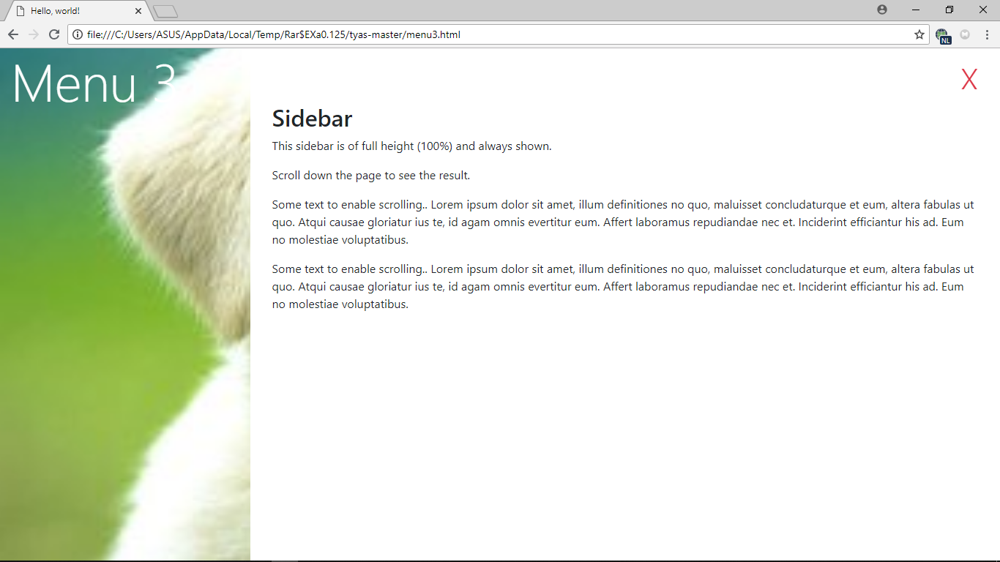 Hello, world!
file:///C:/Users/ASUS/AppData/Local/Temp/Rar$EXa0.125/tyas-master/menu3.html
NL
Menu 3
X
Sidebar
This sidebar is of full height (100%) and always shown.
Scroll down the page to see the result.
Some text to enable scrolling.. Lorem ipsum dolor sit amet, illum definitiones no quo, maluisset concludaturque et eum, altera fabulas ut
quo. Atqui causae gloriatur ius te, id agam omnis evertitur eum. Affert laboramus repudiandae nec et. Inciderint efficiantur his ad. Eum
no molestiae voluptatibus.
Some text to enable scrolling.. Lorem ipsum dolor sit amet, illum definitiones no quo, maluisset concludaturque et eum, altera fabulas ut
quo. Atqui causae gloriatur ius te, id agam omnis evertitur eum. Affert laboramus repudiandae nec et. Inciderint efficiantur his ad. Eum
no molestiae voluptatibus.